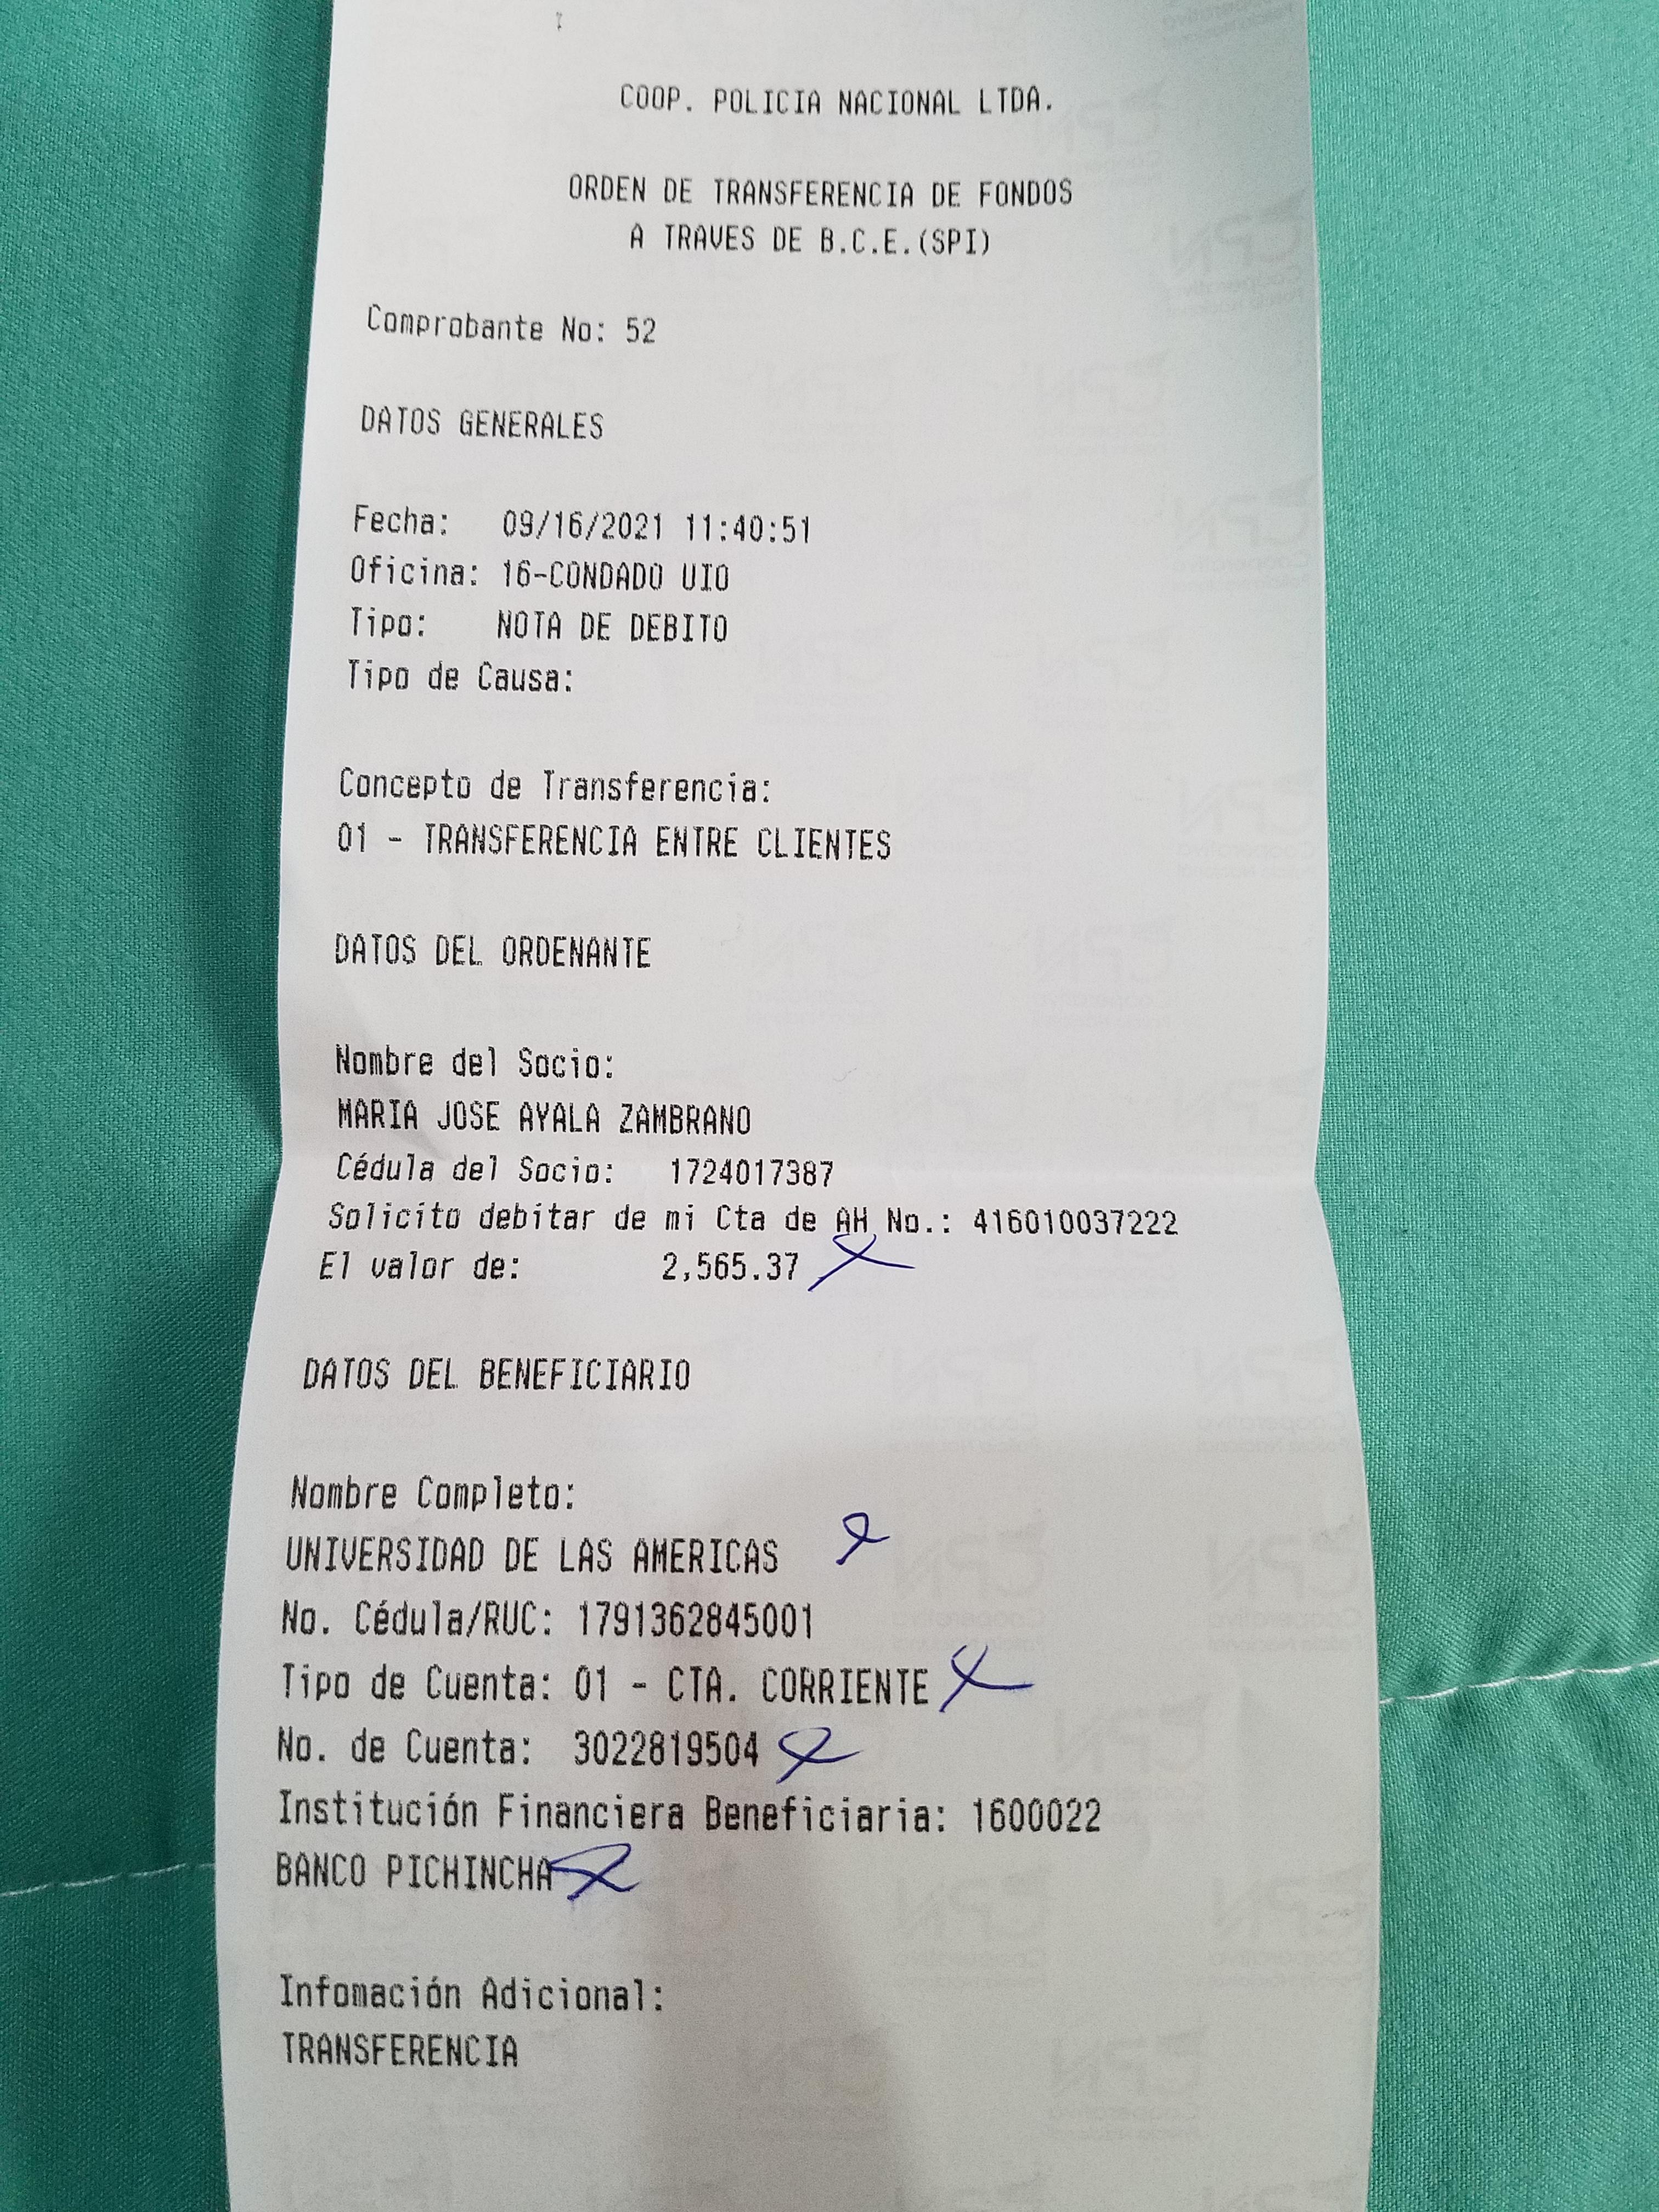 COOP. POLICIA NACIONAL LTDA.
ORDEN DE TRANSFERENCIA DE FONDOS
A TRAVES DE B.C.E.(SPI)
Comprobante No: 52
DATOS GENERALES
Fecha: 09/16/2021 11:40:51
Oficina: 16-CONDADO UIO
Tipo: NOTA DE DEBITO
Tipo de Causa:
Concepto de Transferencia:
01 - TRANSFERENCIA ENTRE CLIENTES
DATOS DEL ORDENANTE
Nombre del Socio:
MARIA JOSE AYALA ZAMBRANO
Cédula del Socio: 1724017387
Solicito debitar de mi Cta de AH No.: 416010037222
El valor de: 2,565.37
DATOS DEL BENEFICIARIO
Nombre Completo:
UNIVERSIDAD DE LAS AMERICAS
No. Cédula/RUC: 1791362845001
Tipo de Cuenta: 01 - CTA. CORRIENTE
No. de Cuenta: 3022819504
Institución Financiera Beneficiaria: 1600022
BANCO PICHINCHA
Infomación Adicional:
TRANSFERENCIA